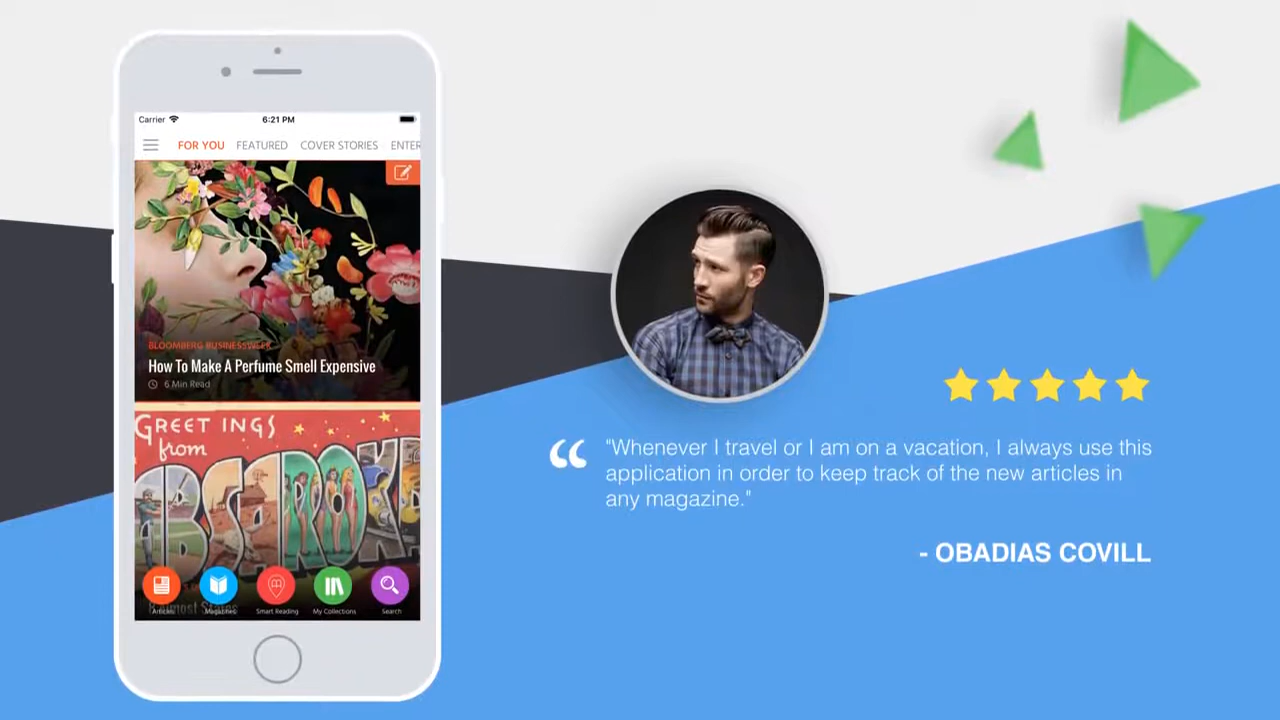 Carrier
6:21 PM
FOR YOU FEATURED COVER STORIES ENTER
BLOOMBERG BUSINESSWEEK
How To Make A Perfume Smell Expensive
6 Min Read
GREETINGS
from
ABSAROKA
Articles Magazines Smart Reading My Collections Search
"Whenever I travel or I am on a vacation, I always use this
application in order to keep track of the new articles in
any magazine."
- OBADIAS COVILL